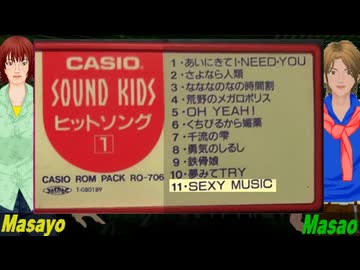 CASIO
SOUND KIDS
ヒットソング
1
CASIO ROM PACK RO-706
JASRAC
T-080189
1・あいにきてI・NEED・YOU
2・さよなら人類
3・なななのなの時間割
4・荒野のメガロポリス
5・OH YEAH!
6・くちびるから媚薬
7・千流の雫
8・勇気のしるし
9・鉄骨娘
10・夢みてTRY
11・SEXY MUSIC
Masayo
Masao